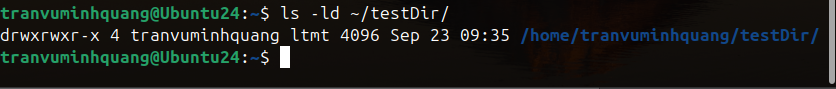 tranvuminhquang@Ubuntu24:~$ ls -ld ~/testDir/
drwxrwxr-x 4 tranvuminhquang ltmt 4096 Sep 23 09:35 /home/tranvuminhquang/testDir/
tranvuminhquang@Ubuntu24:~$